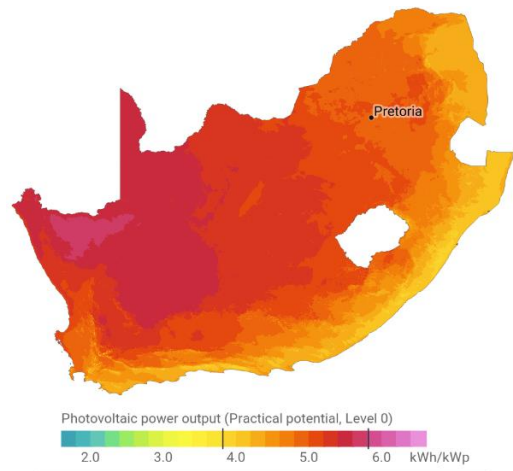 Pretoria
Photovoltaic power output (Practical potential, Level 0)
2.0 3.0 4.0 5.0 6.0 kWh/kWp